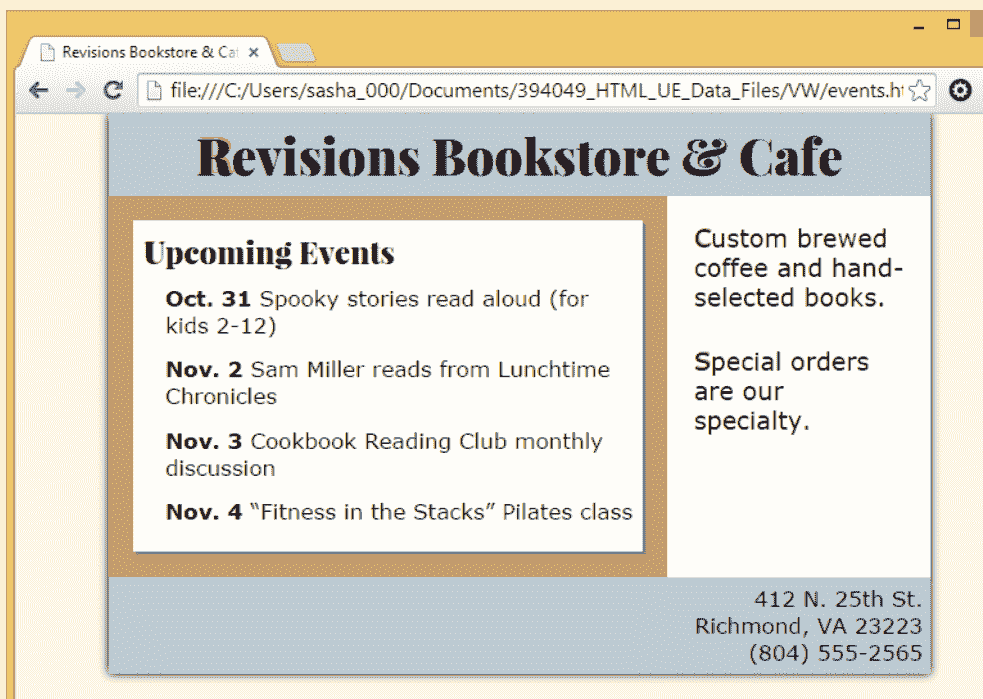 Revisions Bookstore & Caf
file:///C:/Users/sasha_000/Documents/394049_HTML_UE_Data_Files/VW/events.ht
Revisions Bookstore & Cafe
Upcoming Events
Oct. 31 Spooky stories read aloud (for
kids 2-12)
Nov. 2 Sam Miller reads from Lunchtime
Chronicles
Nov. 3 Cookbook Reading Club monthly
discussion
Nov. 4 “Fitness in the Stacks” Pilates class
Custom brewed
coffee and hand-
selected books.
Special orders
are our
specialty.
412 N. 25th St.
Richmond, VA 23223
(804) 555-2565